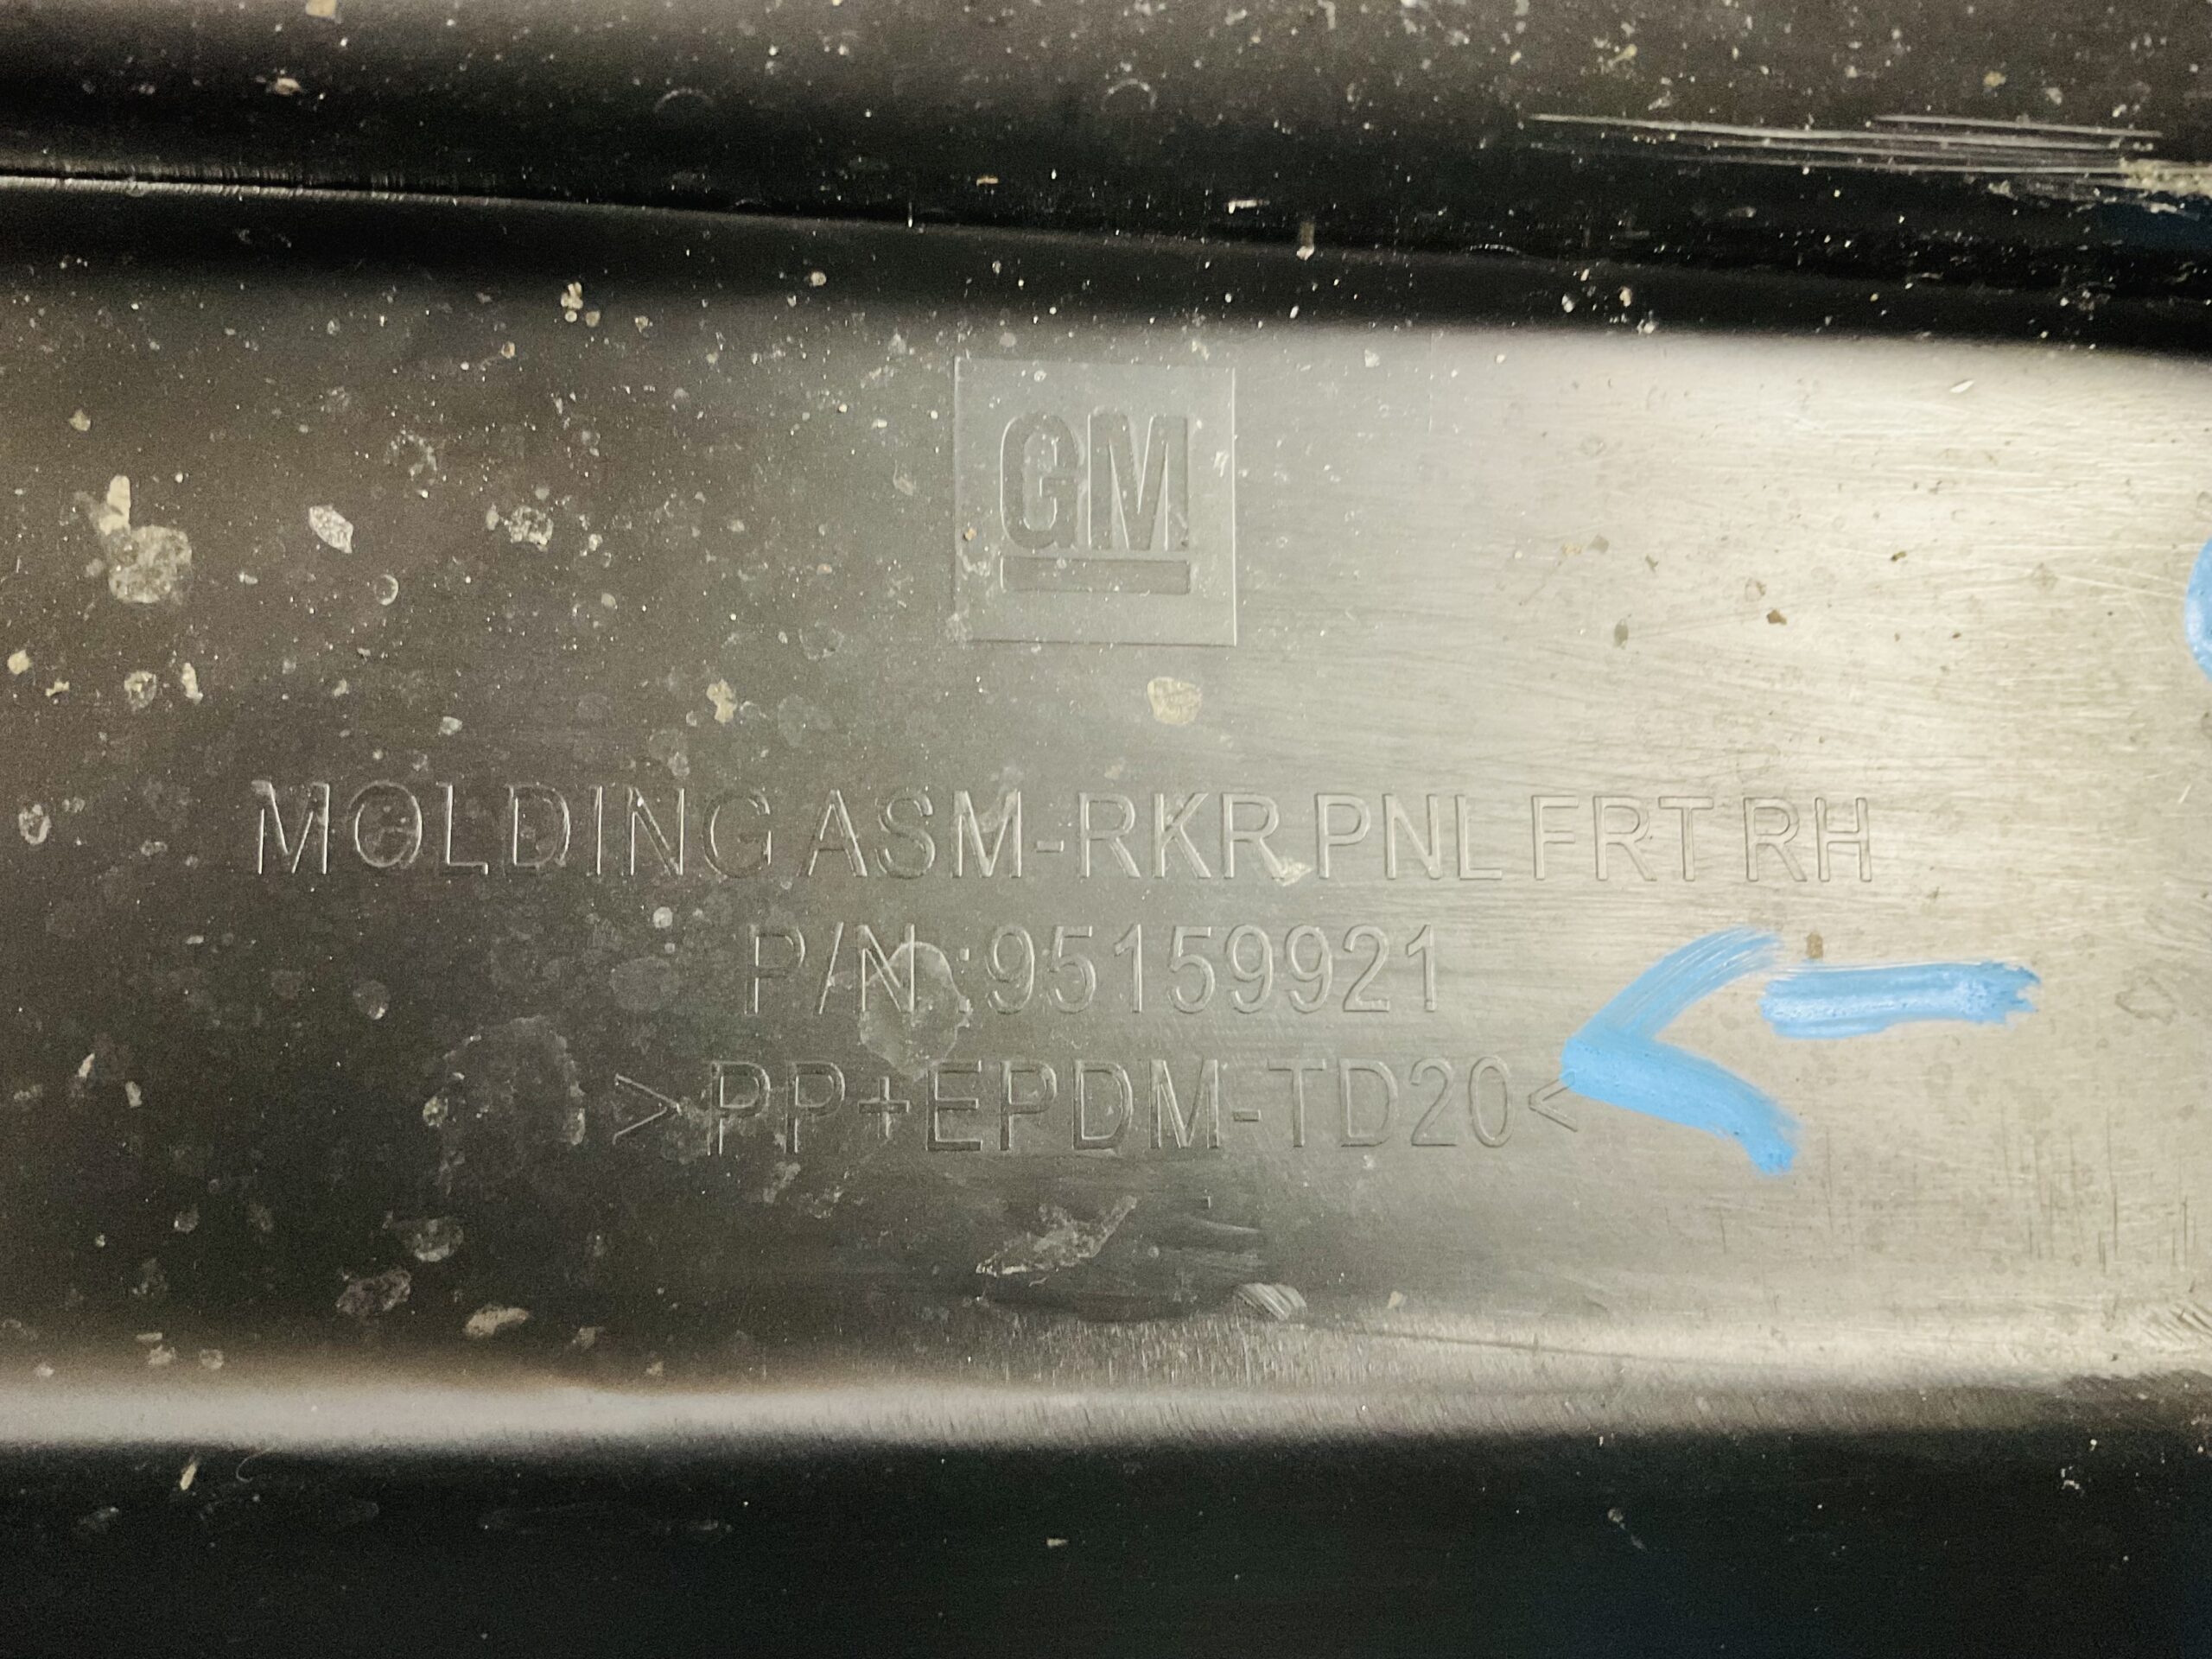 GM
MOLDING ASM-RKR PNL FRT RH
P/N:95159921
>PP+EPDM-TD20<